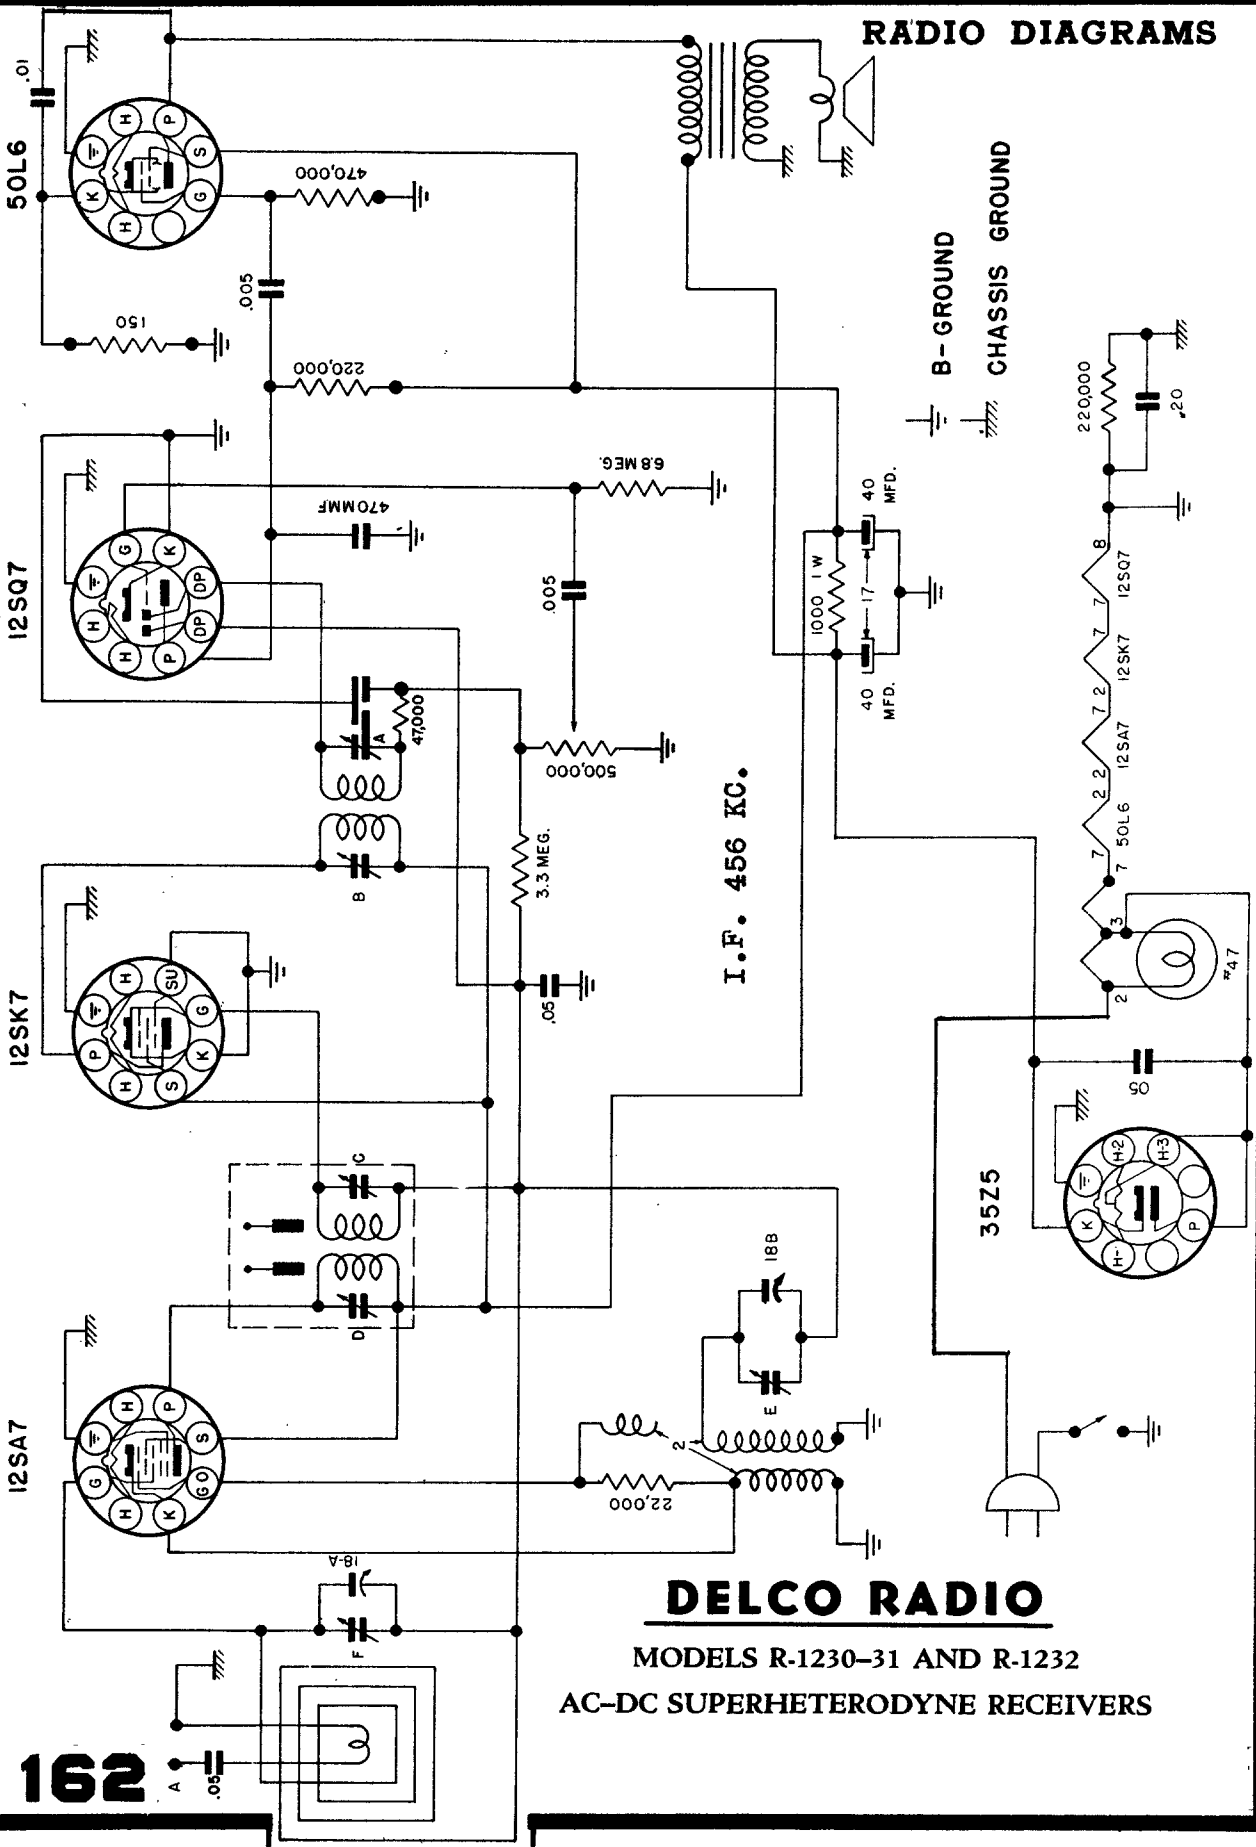 RADIO DIAGRAMS
50L6
.01
H
P
K
S
H
G
470,000
150
.005
220,000
12SQ7
G
H
K
H
DP
P
DP
470MMF
6.8 MEG.
.005
B- GROUND
CHASSIS GROUND
A
47,000
500,000
1000 1 W
40 MFD.
17
40 MFD.
220,000
.20
B
3.3 MEG.
I.F. 456 KC.
12SK7
H
P
SU
H
G
S
K
.05
8
12SQ7
7
7
12SK7
2
7
12SA7
2
2
50L6
7
7
3
2
#47
C
D
05
35Z5
H-2
K
H-3
H-
P
12SA7
H
G
P
H
S
K
GO
18B
E
2
22,000
18-A
F
DELCO RADIO
MODELS R-1230-31 AND R-1232
AC-DC SUPERHETERODYNE RECEIVERS
A
.05
162